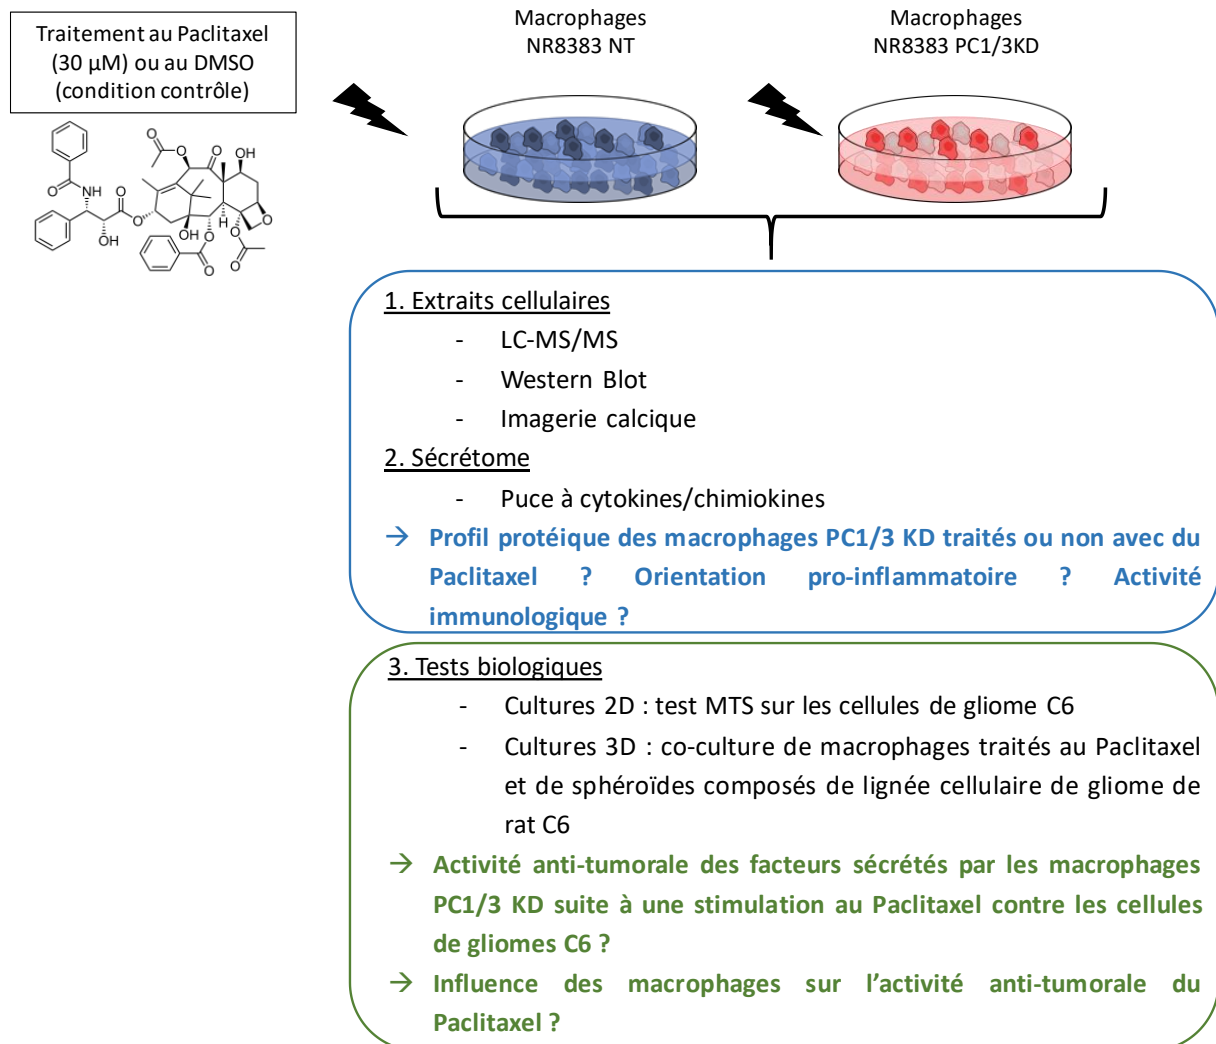 Traitement au Paclitaxel
(30 µM) ou au DMSO
(condition contrôle)
Macrophages
NR8383 NT
Macrophages
NR8383 PC1/3KD
O
O
O
OH
O
NH
O
O
OH
OH
O
H
O
O
O
O
O
1. Extraits cellulaires
- LC-MS/MS
- Western Blot
- Imagerie calcique
2. Sécrétome
- Puce à cytokines/chimiokines
→ Profil protéique des macrophages PC1/3 KD traités ou non avec du
Paclitaxel ? Orientation pro-inflammatoire ? Activité
immunologique ?
3. Tests biologiques
- Cultures 2D : test MTS sur les cellules de gliome C6
- Cultures 3D : co-culture de macrophages traités au Paclitaxel
et de sphéroïdes composés de lignée cellulaire de gliome de
rat C6
→ Activité anti-tumorale des facteurs sécrétés par les macrophages
PC1/3 KD suite à une stimulation au Paclitaxel contre les cellules
de gliomes C6 ?
→ Influence des macrophages sur l’activité anti-tumorale du
Paclitaxel ?